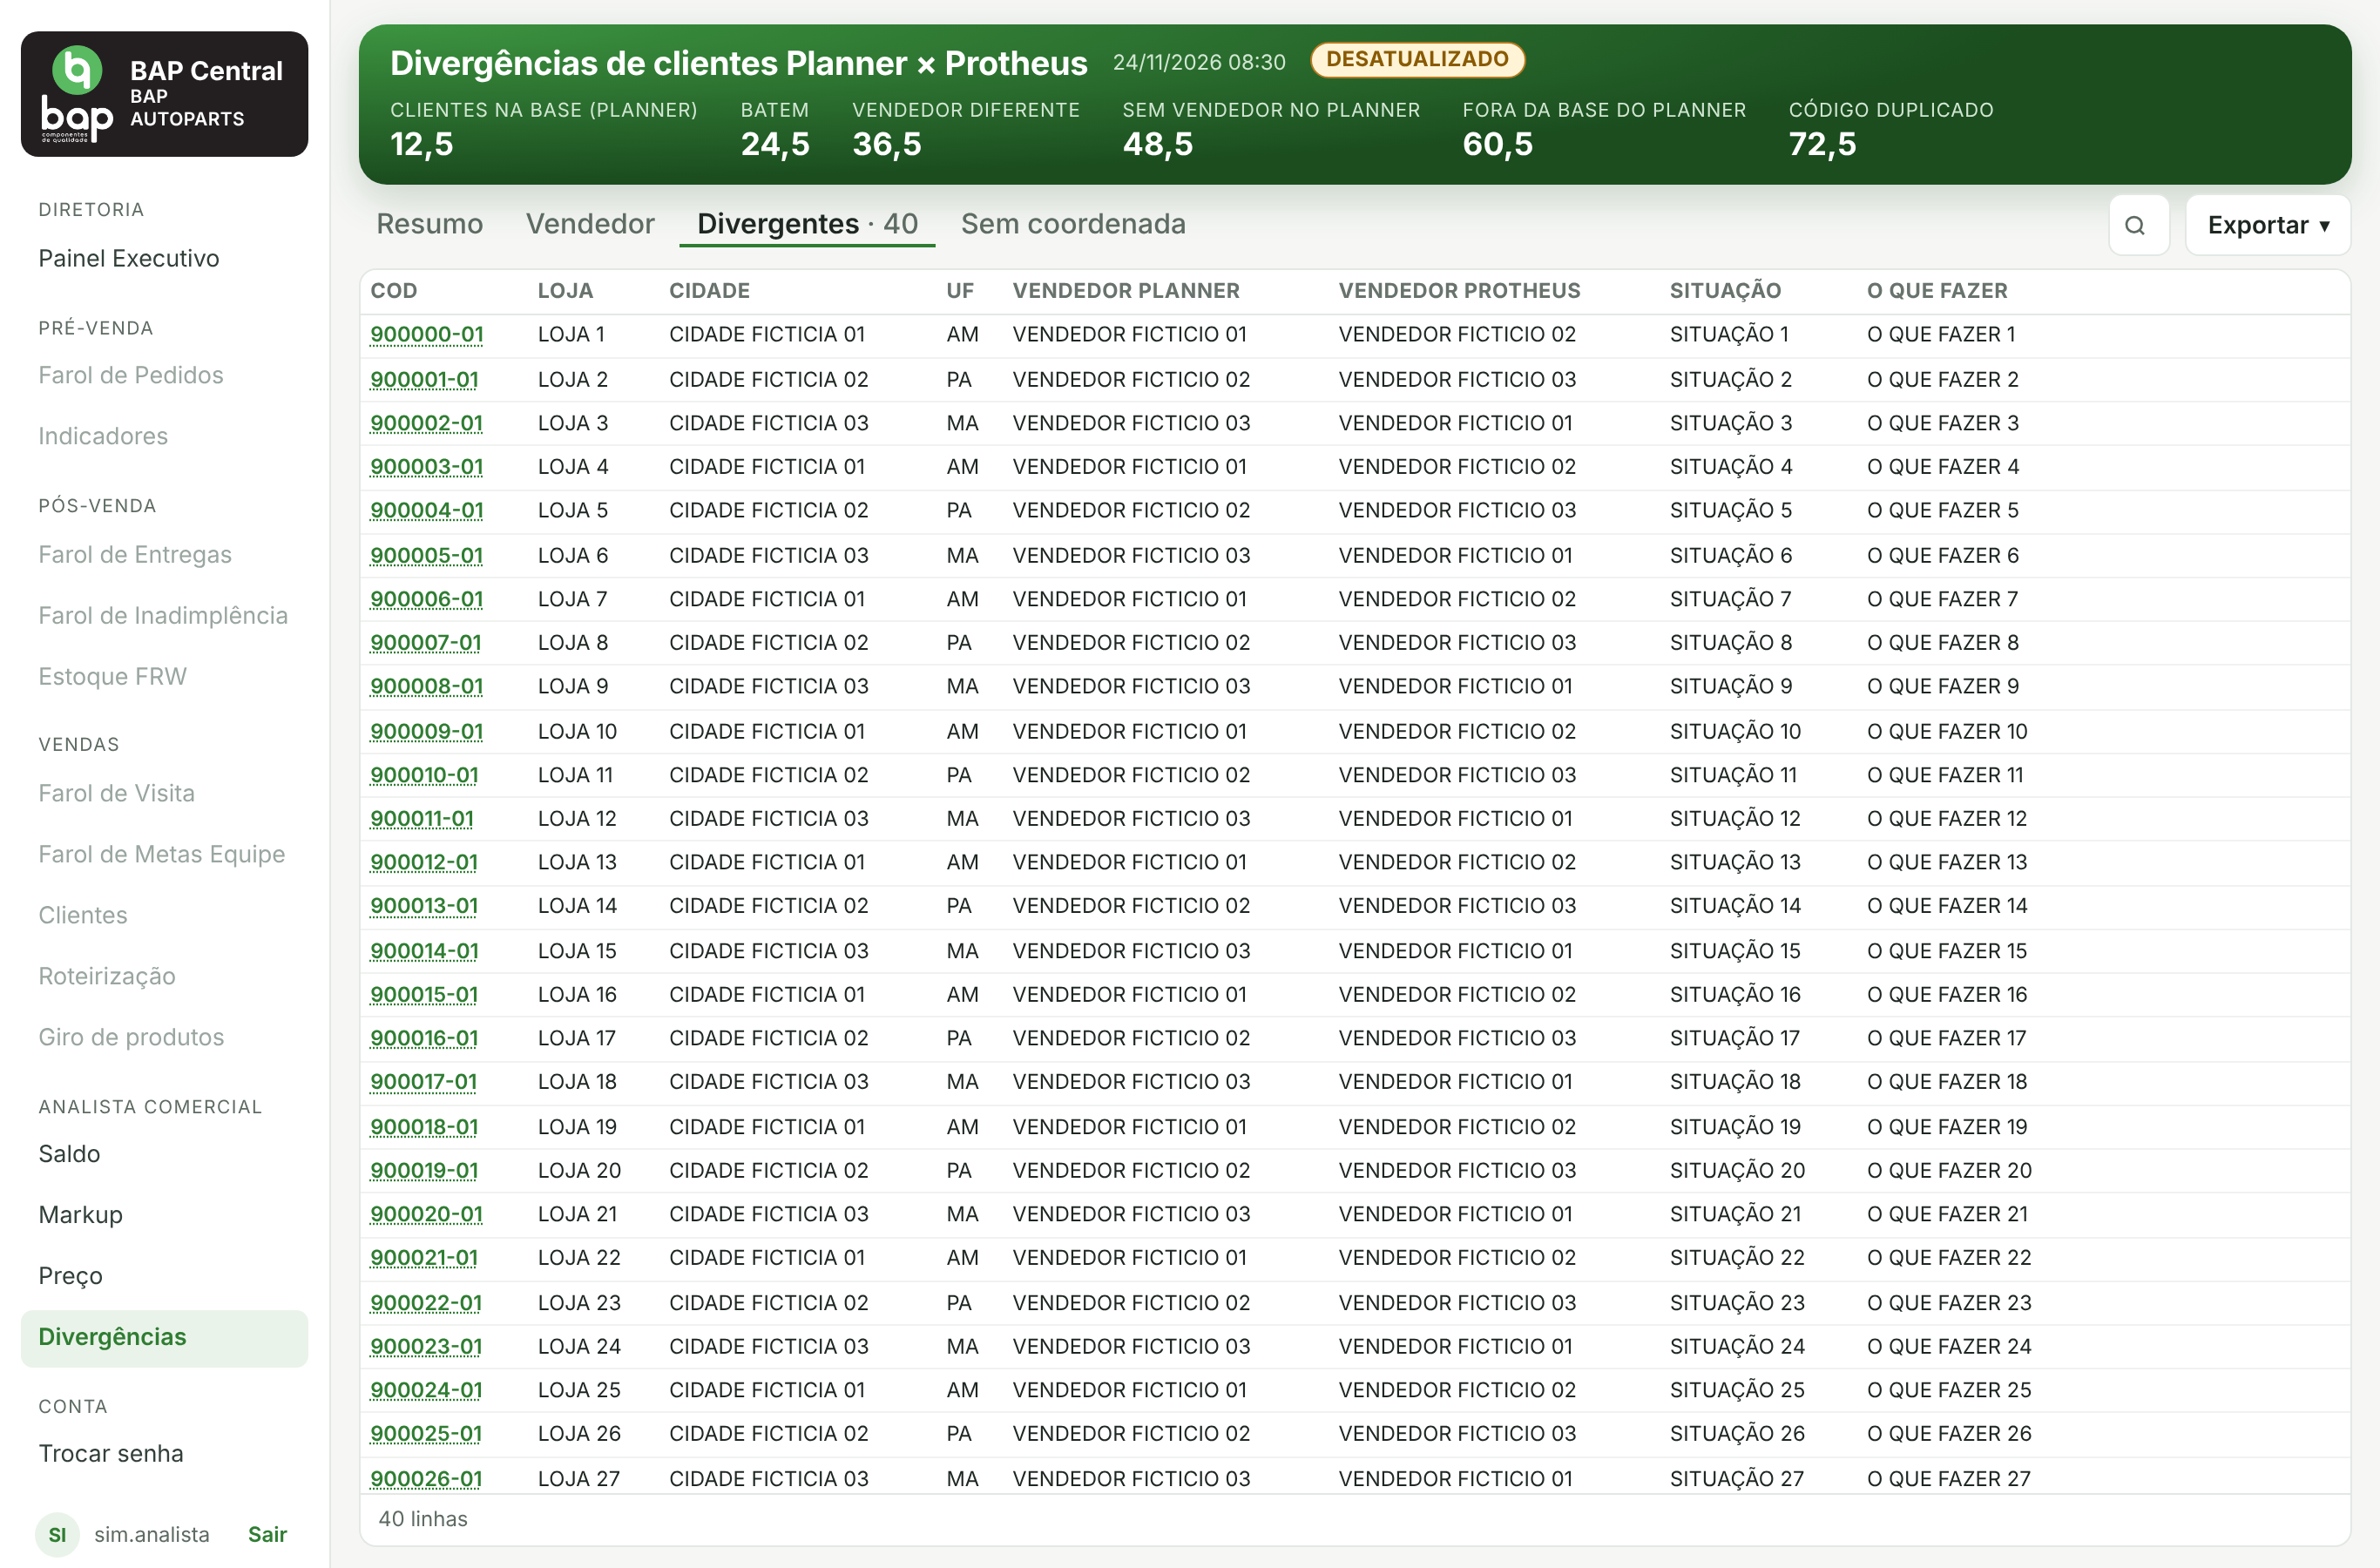 bap
componentes
de qualidade
BAP Central
BAP
AUTOPARTS
DIRETORIA
Painel Executivo
PRÉ-VENDA
Farol de Pedidos
Indicadores
PÓS-VENDA
Farol de Entregas
Farol de Inadimplência
Estoque FRW
VENDAS
Farol de Visita
Farol de Metas Equipe
Clientes
Roteirização
Giro de produtos
ANALISTA COMERCIAL
Saldo
Markup
Preço
Divergências
CONTA
Trocar senha
SI sim.analista Sair
Divergências de clientes Planner × Protheus 24/11/2026 08:30 DESATUALIZADO
CLIENTES NA BASE (PLANNER) BATEM VENDEDOR DIFERENTE SEM VENDEDOR NO PLANNER FORA DA BASE DO PLANNER CÓDIGO DUPLICADO
12,5 24,5 36,5 48,5 60,5 72,5
Resumo Vendedor Divergentes · 40 Sem coordenada Exportar ▾
COD LOJA CIDADE UF VENDEDOR PLANNER VENDEDOR PROTHEUS SITUAÇÃO O QUE FAZER
900000-01 LOJA 1 CIDADE FICTICIA 01 AM VENDEDOR FICTICIO 01 VENDEDOR FICTICIO 02 SITUAÇÃO 1 O QUE FAZER 1
900001-01 LOJA 2 CIDADE FICTICIA 02 PA VENDEDOR FICTICIO 02 VENDEDOR FICTICIO 03 SITUAÇÃO 2 O QUE FAZER 2
900002-01 LOJA 3 CIDADE FICTICIA 03 MA VENDEDOR FICTICIO 03 VENDEDOR FICTICIO 01 SITUAÇÃO 3 O QUE FAZER 3
900003-01 LOJA 4 CIDADE FICTICIA 01 AM VENDEDOR FICTICIO 01 VENDEDOR FICTICIO 02 SITUAÇÃO 4 O QUE FAZER 4
900004-01 LOJA 5 CIDADE FICTICIA 02 PA VENDEDOR FICTICIO 02 VENDEDOR FICTICIO 03 SITUAÇÃO 5 O QUE FAZER 5
900005-01 LOJA 6 CIDADE FICTICIA 03 MA VENDEDOR FICTICIO 03 VENDEDOR FICTICIO 01 SITUAÇÃO 6 O QUE FAZER 6
900006-01 LOJA 7 CIDADE FICTICIA 01 AM VENDEDOR FICTICIO 01 VENDEDOR FICTICIO 02 SITUAÇÃO 7 O QUE FAZER 7
900007-01 LOJA 8 CIDADE FICTICIA 02 PA VENDEDOR FICTICIO 02 VENDEDOR FICTICIO 03 SITUAÇÃO 8 O QUE FAZER 8
900008-01 LOJA 9 CIDADE FICTICIA 03 MA VENDEDOR FICTICIO 03 VENDEDOR FICTICIO 01 SITUAÇÃO 9 O QUE FAZER 9
900009-01 LOJA 10 CIDADE FICTICIA 01 AM VENDEDOR FICTICIO 01 VENDEDOR FICTICIO 02 SITUAÇÃO 10 O QUE FAZER 10
900010-01 LOJA 11 CIDADE FICTICIA 02 PA VENDEDOR FICTICIO 02 VENDEDOR FICTICIO 03 SITUAÇÃO 11 O QUE FAZER 11
900011-01 LOJA 12 CIDADE FICTICIA 03 MA VENDEDOR FICTICIO 03 VENDEDOR FICTICIO 01 SITUAÇÃO 12 O QUE FAZER 12
900012-01 LOJA 13 CIDADE FICTICIA 01 AM VENDEDOR FICTICIO 01 VENDEDOR FICTICIO 02 SITUAÇÃO 13 O QUE FAZER 13
900013-01 LOJA 14 CIDADE FICTICIA 02 PA VENDEDOR FICTICIO 02 VENDEDOR FICTICIO 03 SITUAÇÃO 14 O QUE FAZER 14
900014-01 LOJA 15 CIDADE FICTICIA 03 MA VENDEDOR FICTICIO 03 VENDEDOR FICTICIO 01 SITUAÇÃO 15 O QUE FAZER 15
900015-01 LOJA 16 CIDADE FICTICIA 01 AM VENDEDOR FICTICIO 01 VENDEDOR FICTICIO 02 SITUAÇÃO 16 O QUE FAZER 16
900016-01 LOJA 17 CIDADE FICTICIA 02 PA VENDEDOR FICTICIO 02 VENDEDOR FICTICIO 03 SITUAÇÃO 17 O QUE FAZER 17
900017-01 LOJA 18 CIDADE FICTICIA 03 MA VENDEDOR FICTICIO 03 VENDEDOR FICTICIO 01 SITUAÇÃO 18 O QUE FAZER 18
900018-01 LOJA 19 CIDADE FICTICIA 01 AM VENDEDOR FICTICIO 01 VENDEDOR FICTICIO 02 SITUAÇÃO 19 O QUE FAZER 19
900019-01 LOJA 20 CIDADE FICTICIA 02 PA VENDEDOR FICTICIO 02 VENDEDOR FICTICIO 03 SITUAÇÃO 20 O QUE FAZER 20
900020-01 LOJA 21 CIDADE FICTICIA 03 MA VENDEDOR FICTICIO 03 VENDEDOR FICTICIO 01 SITUAÇÃO 21 O QUE FAZER 21
900021-01 LOJA 22 CIDADE FICTICIA 01 AM VENDEDOR FICTICIO 01 VENDEDOR FICTICIO 02 SITUAÇÃO 22 O QUE FAZER 22
900022-01 LOJA 23 CIDADE FICTICIA 02 PA VENDEDOR FICTICIO 02 VENDEDOR FICTICIO 03 SITUAÇÃO 23 O QUE FAZER 23
900023-01 LOJA 24 CIDADE FICTICIA 03 MA VENDEDOR FICTICIO 03 VENDEDOR FICTICIO 01 SITUAÇÃO 24 O QUE FAZER 24
900024-01 LOJA 25 CIDADE FICTICIA 01 AM VENDEDOR FICTICIO 01 VENDEDOR FICTICIO 02 SITUAÇÃO 25 O QUE FAZER 25
900025-01 LOJA 26 CIDADE FICTICIA 02 PA VENDEDOR FICTICIO 02 VENDEDOR FICTICIO 03 SITUAÇÃO 26 O QUE FAZER 26
900026-01 LOJA 27 CIDADE FICTICIA 03 MA VENDEDOR FICTICIO 03 VENDEDOR FICTICIO 01 SITUAÇÃO 27 O QUE FAZER 27
40 linhas